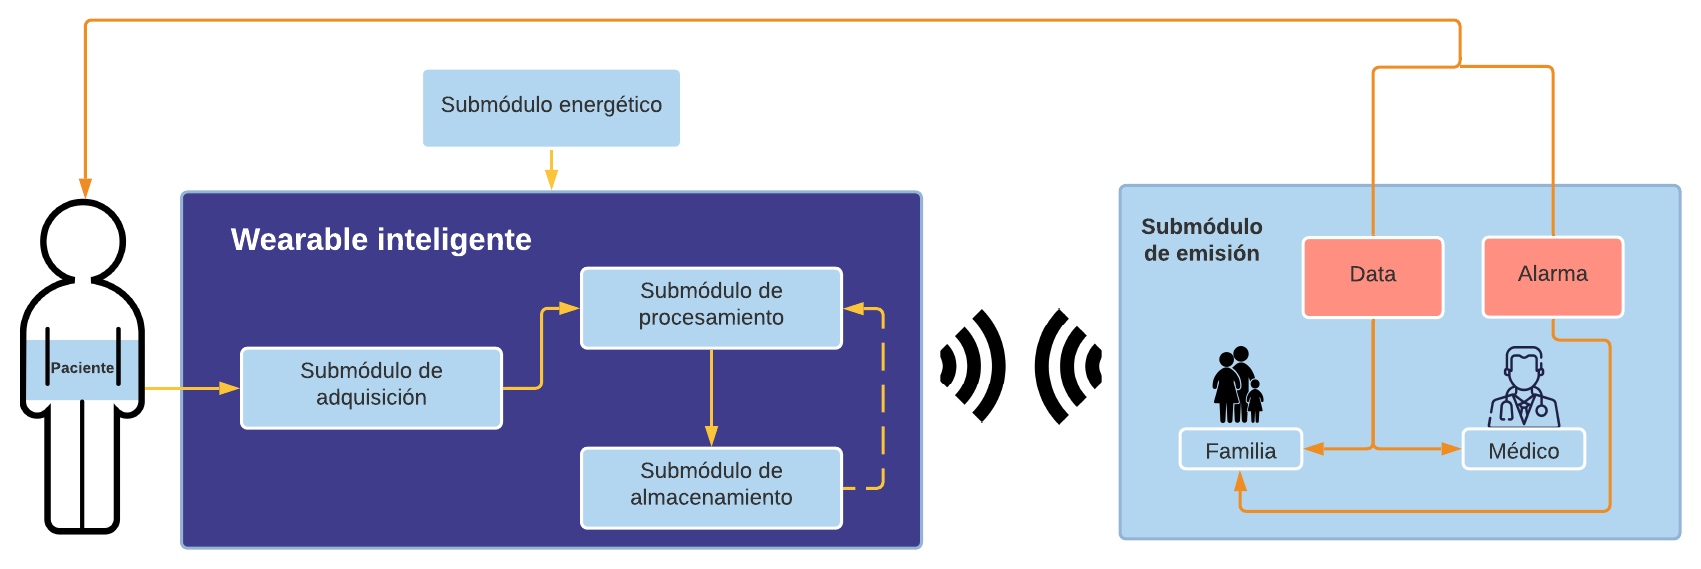 Submódulo energético
Wearable inteligente
Submódulo de
procesamiento
Submódulo de
adquisición
Submódulo de
almacenamiento
Paciente
Submódulo
de emisión
Data
Alarma
Familia
Médico